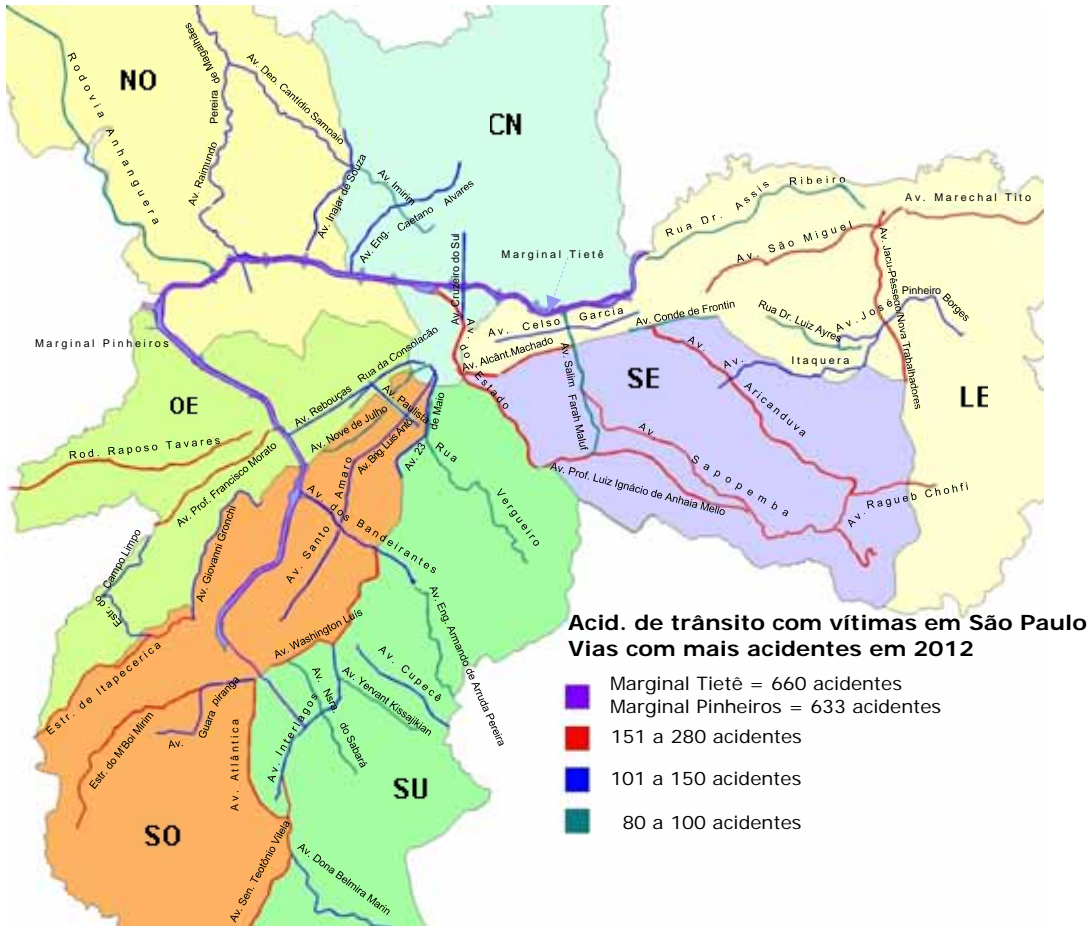 NO
CN
SE
LE
OE
SO
SU
Rodovia Anhanguera
Av. Raimundo Pereira de Magalhães
Av. Dep. Cantídio Sampaio
Av. Inajar de Souza
Av. Imirim
Av. Eng. Caetano Alvares
Av. Cruzeiro do Sul
Marginal Tietê
Rua Dr. Assis Ribeiro
Av. São Miguel
Av. Marechal Tito
Av. Jacu-Pêssego/Nova Trabalhadores
Av. José Pinheiro Borges
Rua Dr. Luiz Ayres
Av. Itaquera
Av. Conde de Frontin
Av. Celso Garcia
Av. Alcânt.Machado
Av. do Estado
Av. Salim Farah Maluf
Av. Aricanduva
Av. Sapopemba
Av. Prof. Luiz Ignácio de Anhaia Mello
Av. Ragueb Chohfi
Marginal Pinheiros
Av. Rebouças
Rua da Consolação
Av. Paulista
Av. Nove de Julho
Av. Brig. Luis Antô
Av. 23 de Maio
Rua Vergueiro
Rod. Raposo Tavares
Av. Prof. Francisco Morato
Av. Santo Amaro
Av. dos Bandeirantes
Av. Giovanni Gronchi
Estr. do Campo Limpo
Estr. de Itapecerica
Av. Washington Luís
Av. Eng. Armando de Arruda Pereira
Av. Cupecê
Av. Yervant Kissajikian
Av. Nsra. do Sabará
Av. Interlagos
Av. Guarapiranga
Estr. do M'Boi Mirim
Av. Atlântica
Av. Sen. Teotônio Vilela
Av. Dona Belmira Marin
Acid. de trânsito com vítimas em São Paulo
Vias com mais acidentes em 2012
Marginal Tietê = 660 acidentes
Marginal Pinheiros = 633 acidentes
151 a 280 acidentes
101 a 150 acidentes
80 a 100 acidentes